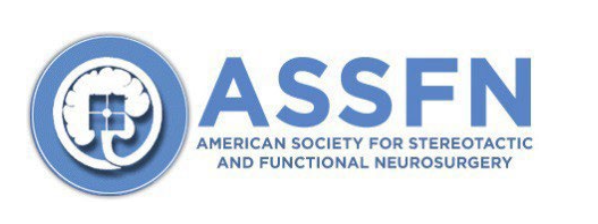 ASSFN
AMERICAN SOCIETY FOR STEREOTACTIC
AND FUNCTIONAL NEUROSURGERY